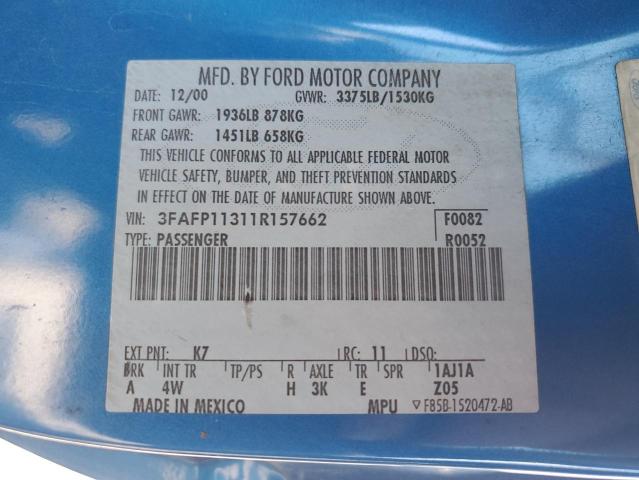 MFD. BY FORD MOTOR COMPANY
DATE: 12/00 GVWR: 3375LB/1530KG
FRONT GAWR: 1936LB 878KG
REAR GAWR: 1451LB 658KG
THIS VEHICLE CONFORMS TO ALL APPLICABLE FEDERAL MOTOR
VEHICLE SAFETY, BUMPER, AND THEFT PREVENTION STANDARDS
IN EFFECT ON THE DATE OF MANUFACTURE SHOWN ABOVE.
VIN: 3FAFP11311R157662 F0082
TYPE: PASSENGER R0052
EXT PNT: K7 RC: 11 DSO:
BRK INT TR TP/PS R AXLE TR SPR 1AJ1A
A 4W H 3K E Z05
MADE IN MEXICO MPU ▽ F85B-1520472-AB